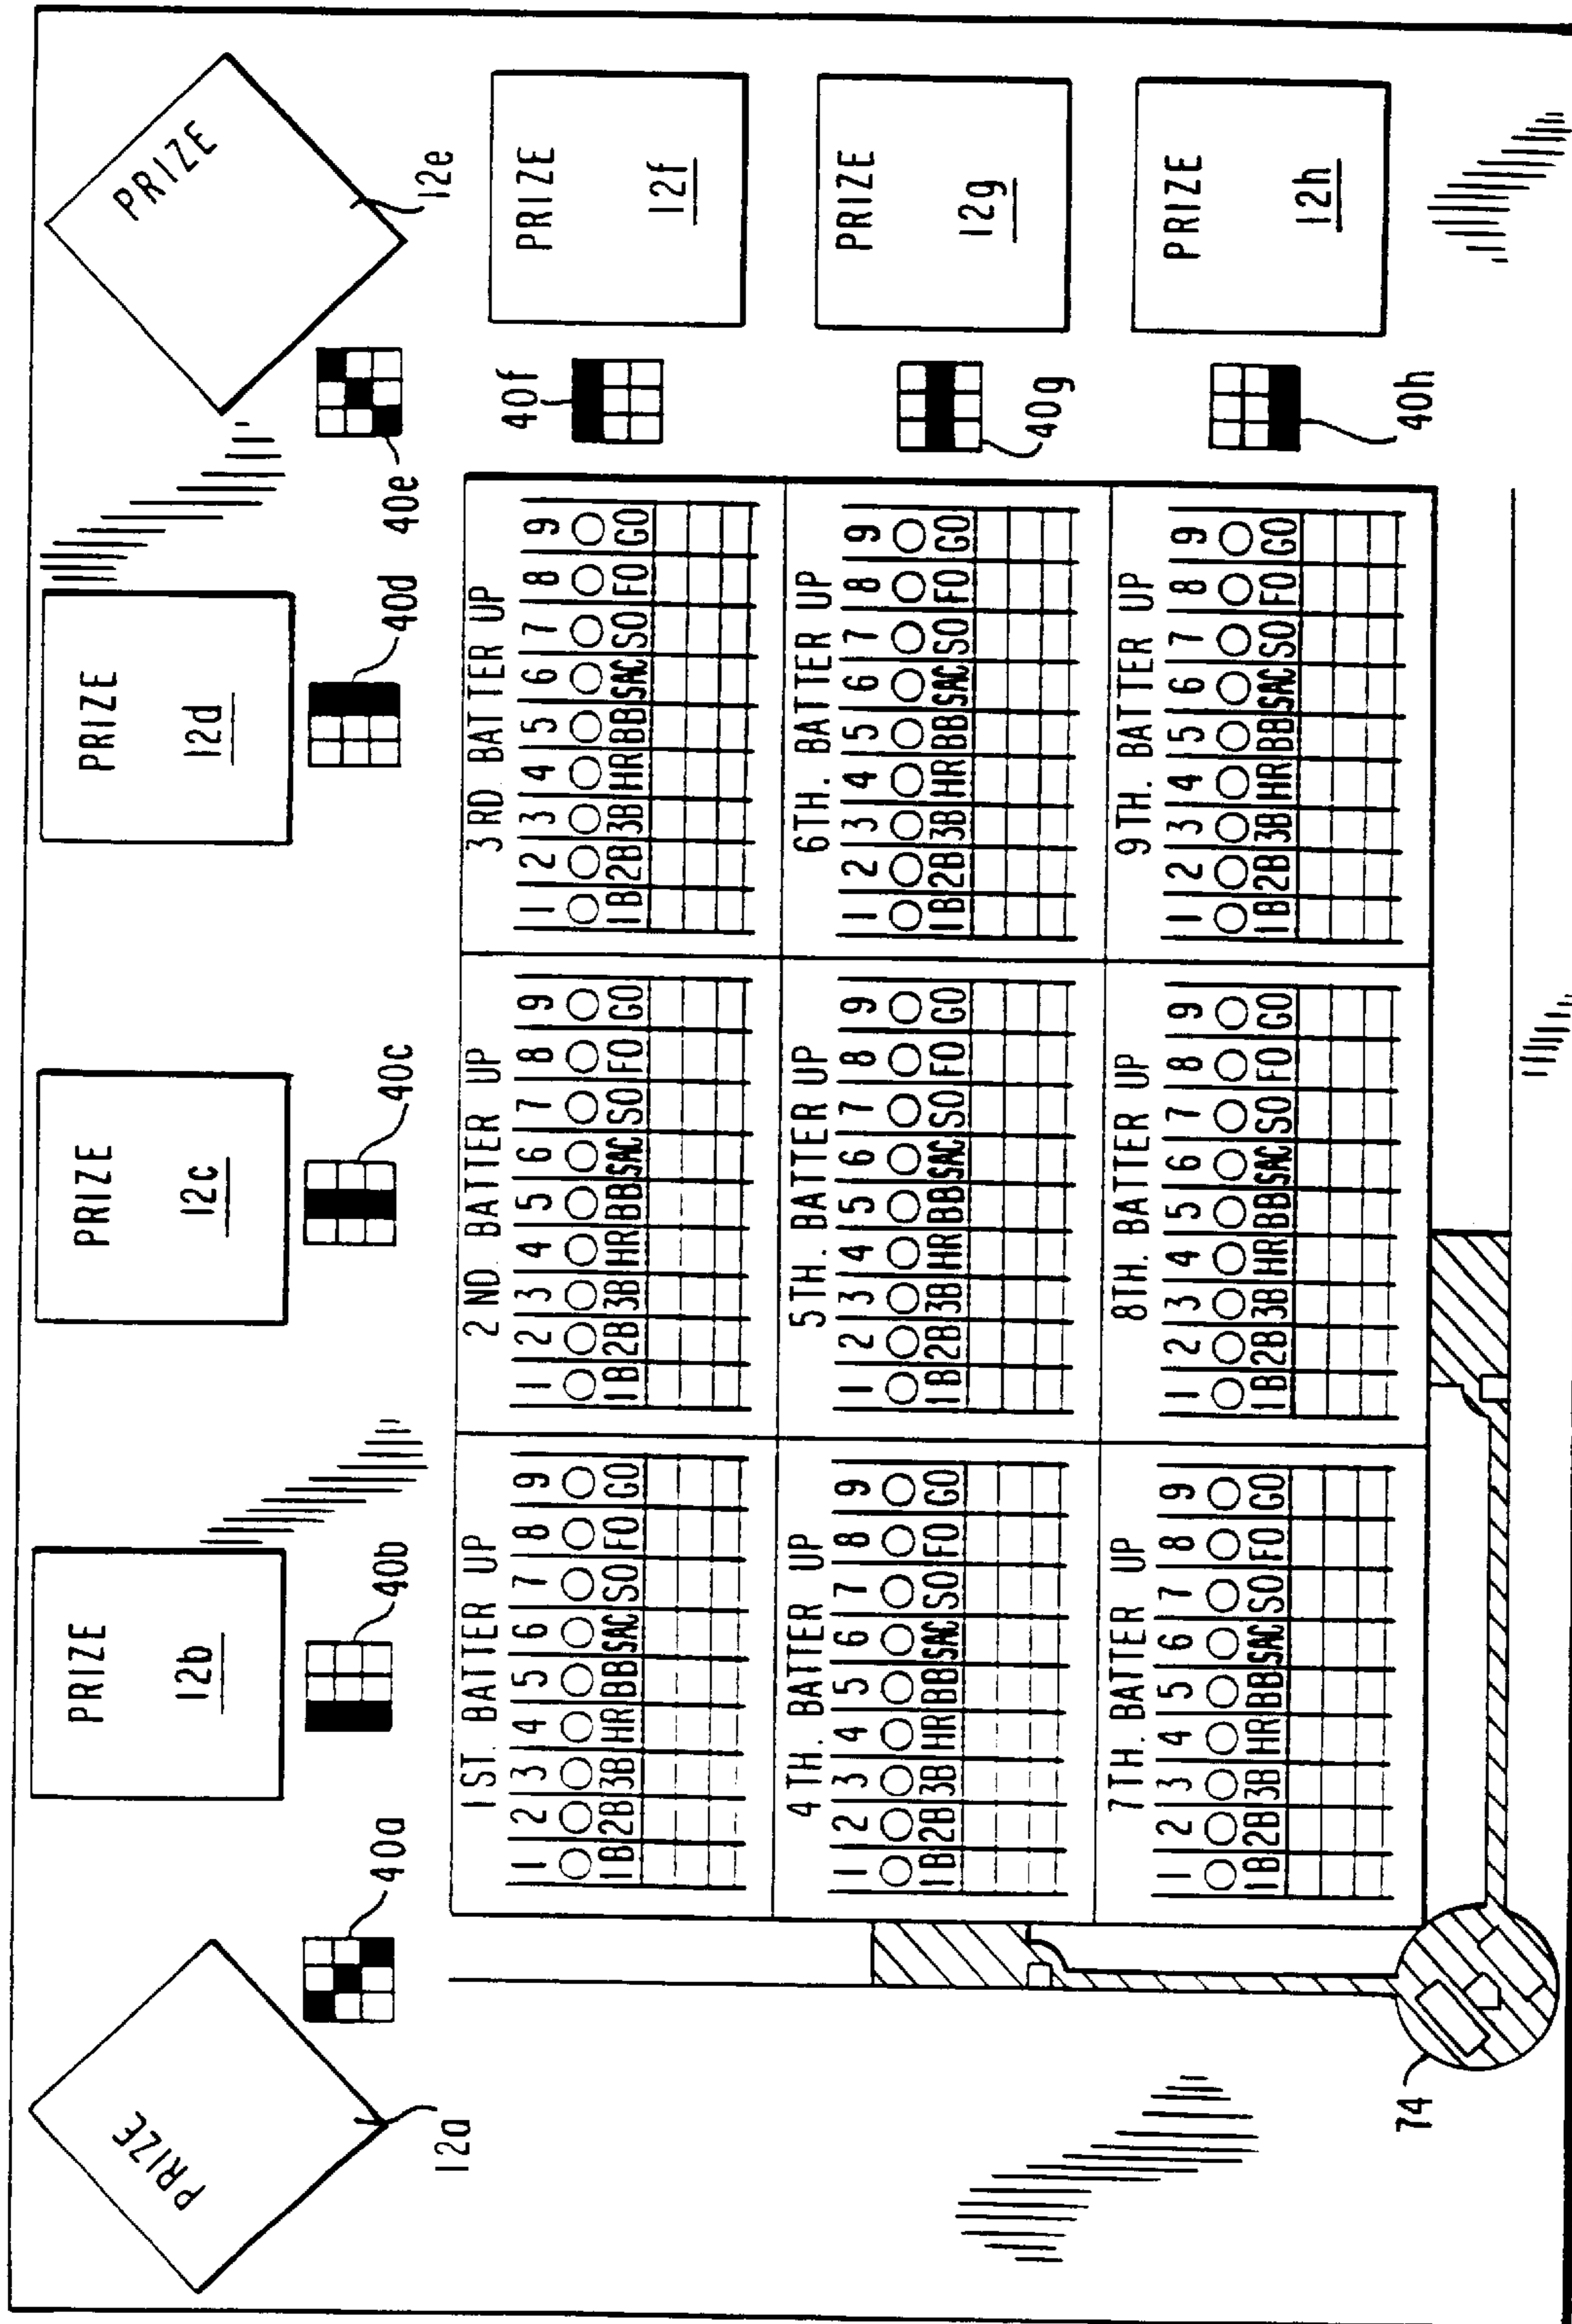 PRIZE
12a
40a
PRIZE
12b
40b
PRIZE
12c
40c
PRIZE
12d
40d
PRIZE
12e
40e
1ST. BATTER UP
1 2 3 4 5 6 7 8 9
1B 2B 3B HR BB SAC SO FO GO
2 ND. BATTER UP
1 2 3 4 5 6 7 8 9
1B 2B 3B HR BB SAC SO FO GO
3 RD. BATTER UP
1 2 3 4 5 6 7 8 9
1B 2B 3B HR BB SAC SO FO GO
40f
PRIZE
12f
4 TH. BATTER UP
1 2 3 4 5 6 7 8 9
1B 2B 3B HR BB SAC SO FO GO
5TH. BATTER UP
1 2 3 4 5 6 7 8 9
1B 2B 3B HR BB SAC SO FO GO
6TH. BATTER UP
1 2 3 4 5 6 7 8 9
1B 2B 3B HR BB SAC SO FO GO
40g
PRIZE
12g
7TH. BATTER UP
1 2 3 4 5 6 7 8 9
1B 2B 3B HR BB SAC SO FO GO
8TH. BATTER UP
1 2 3 4 5 6 7 8 9
1B 2B 3B HR BB SAC SO FO GO
9TH. BATTER UP
1 2 3 4 5 6 7 8 9
1B 2B 3B HR BB SAC SO FO GO
40h
PRIZE
12h
74